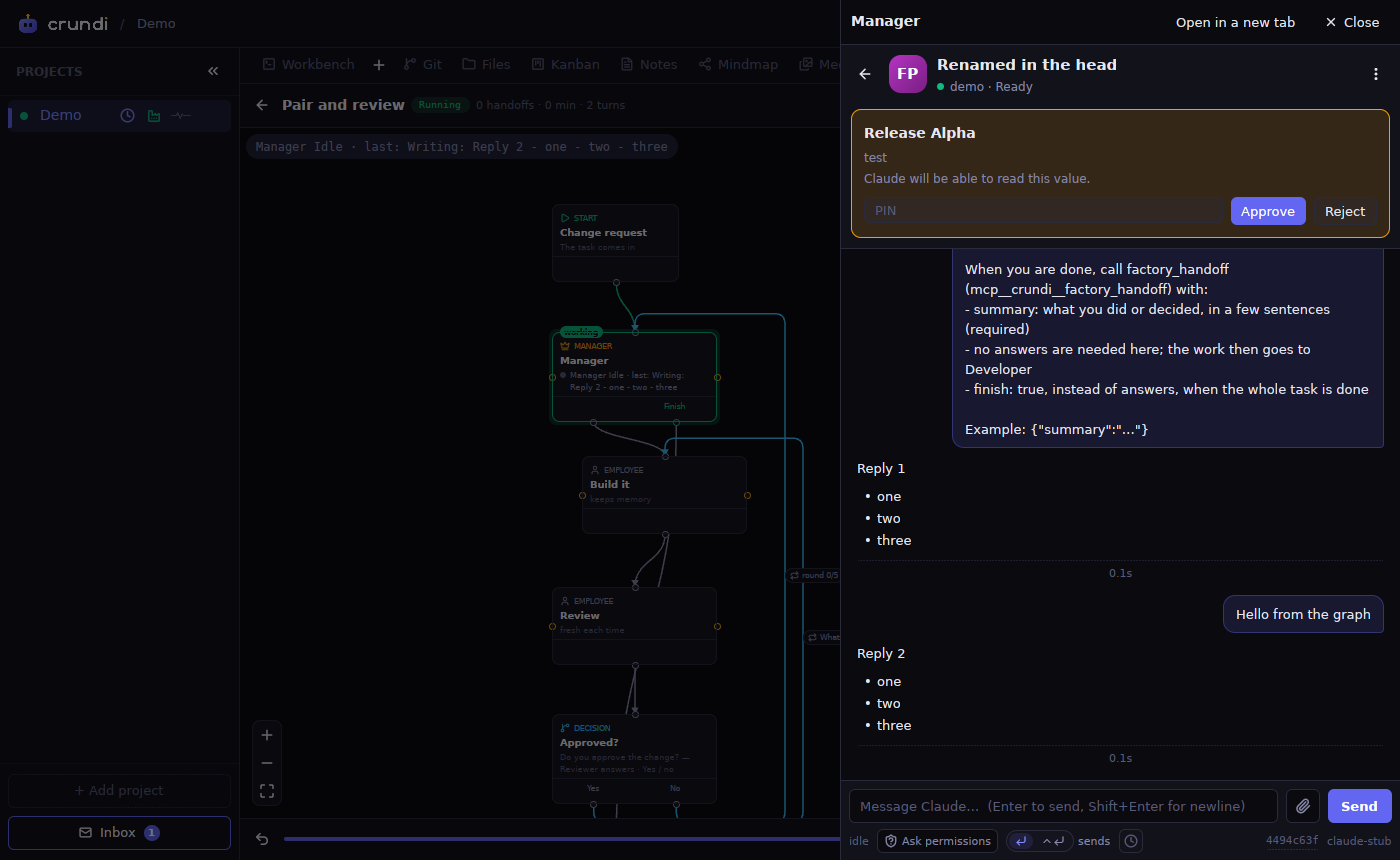 crundi / Demo
PROJECTS
Demo
+ Add project
Inbox 1
Workbench
Git
Files
Kanban
Notes
Mindmap
Pair and review Running 0 handoffs · 0 min · 2 turns
Manager Idle · last: Writing: Reply 2 - one - two - three
START
Change request
The task comes in
working
MANAGER
Manager
Manager Idle · last: Writing:
Reply 2 - one - two - three
Finish
EMPLOYEE
Build it
keeps memory
round 0/5
EMPLOYEE
Review
fresh each time
What
DECISION
Approved?
Do you approve the change? —
Reviewer answers · Yes / no
Yes No
Manager Open in a new tab Close
FP
Renamed in the head
demo · Ready
Release Alpha
test
Claude will be able to read this value.
PIN Approve Reject
When you are done, call factory_handoff
(mcp__crundi__factory_handoff) with:
- summary: what you did or decided, in a few sentences
(required)
- no answers are needed here; the work then goes to
Developer
- finish: true, instead of answers, when the whole task is done
Example: {"summary":"…"}
Reply 1
• one
• two
• three
0.1s
Hello from the graph
Reply 2
• one
• two
• three
0.1s
Message Claude… (Enter to send, Shift+Enter for newline) Send
idle Ask permissions sends 4494c63f claude-stub